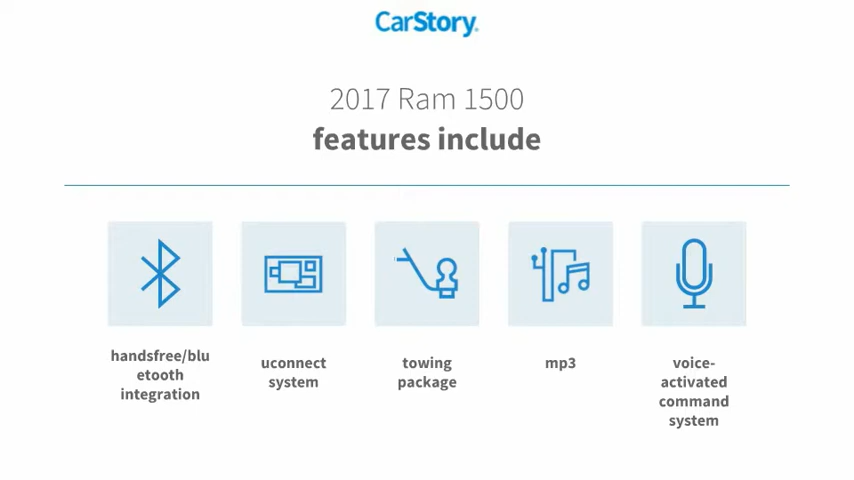 CarStory.
2017 Ram 1500
features include
handsfree/blu
etooth
integration
uconnect
system
towing
package
mp3
voice-
activated
command
system